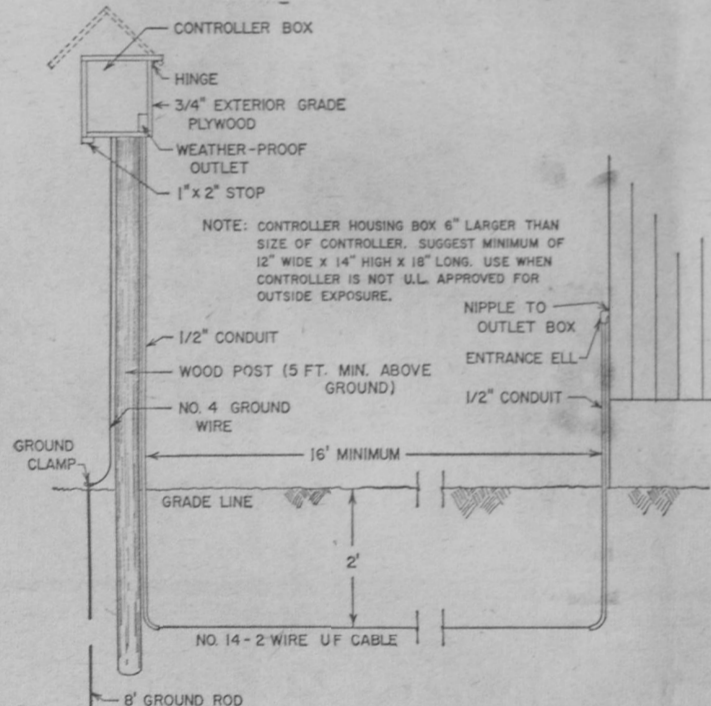 CONTROLLER BOX
HINGE
3/4" EXTERIOR GRADE
PLYWOOD
WEATHER-PROOF
OUTLET
1" X 2" STOP
NOTE: CONTROLLER HOUSING BOX 6" LARGER THAN
SIZE OF CONTROLLER. SUGGEST MINIMUM OF
12" WIDE X 14" HIGH X 18" LONG. USE WHEN
CONTROLLER IS NOT U.L. APPROVED FOR
OUTSIDE EXPOSURE.
NIPPLE TO
OUTLET BOX
1/2" CONDUIT
ENTRANCE ELL
WOOD POST (5 FT. MIN. ABOVE
GROUND)
1/2" CONDUIT
NO. 4 GROUND
WIRE
GROUND
CLAMP
16' MINIMUM
GRADE LINE
2'
NO. 14-2 WIRE UF CABLE
8' GROUND ROD